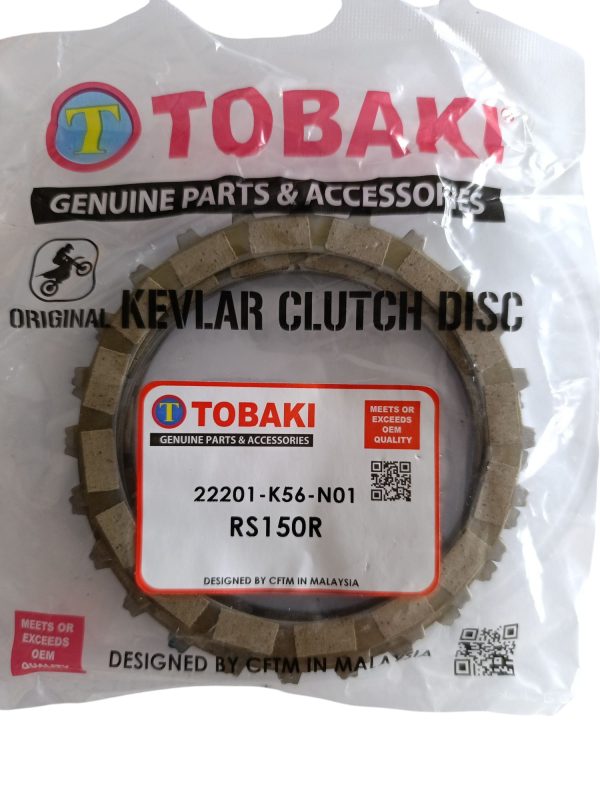 T TOBAKI
GENUINE PARTS & ACCESSORIES
ORIGINAL KEVLAR CLUTCH DISC
T TOBAKI
GENUINE PARTS & ACCESSORIES
MEETS OR
EXCEEDS
OEM
QUALITY
22201-K56-N01
RS150R
DESIGNED BY CFTM IN MALAYSIA
MEETS OR
EXCEEDS
OEM
QUALITY
DESIGNED BY CFTM IN MALAYSIA